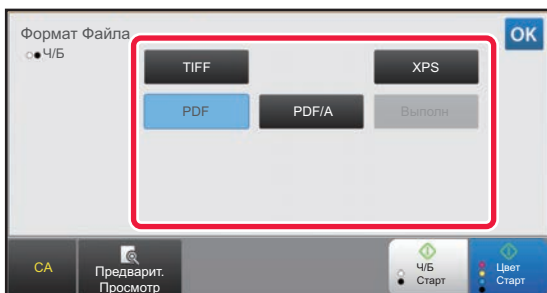 Формат Файла
Ч/Б
OK
TIFF
XPS
PDF
PDF/A
Выполн
CA
Предварит.
Просмотр
Ч/Б
Старт
Цвет
Старт